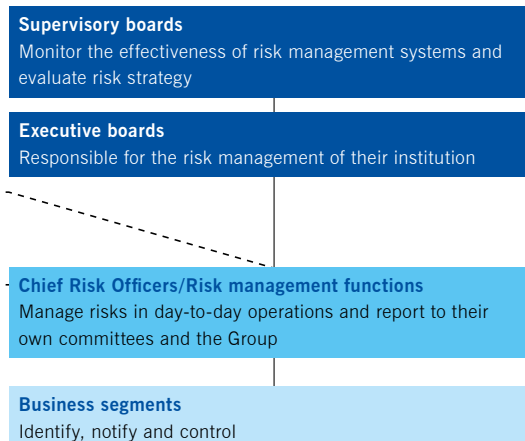 Supervisory boards
Monitor the effectiveness of risk management systems and
evaluate risk strategy
Executive boards
Responsible for the risk management of their institution
Chief Risk Officers/Risk management functions
Manage risks in day-to-day operations and report to their
own committees and the Group
Business segments
Identify, notify and control